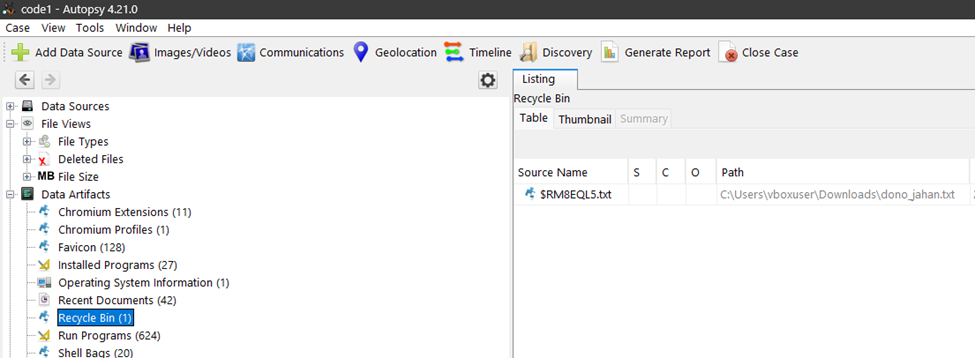 code1 - Autopsy 4.21.0
Case View Tools Window Help
Add Data Source Images/Videos Communications Geolocation Timeline Discovery Generate Report Close Case
Data Sources
File Views
File Types
Deleted Files
MB File Size
Data Artifacts
Chromium Extensions (11)
Chromium Profiles (1)
Favicon (128)
Installed Programs (27)
Operating System Information (1)
Recent Documents (42)
Recycle Bin (1)
Run Programs (624)
Shell Bags (20)
Listing
Recycle Bin
Table Thumbnail Summary
Source Name S C O Path
$RM8EQL5.txt C:\Users\vboxuser\Downloads\dono_jahan.txt